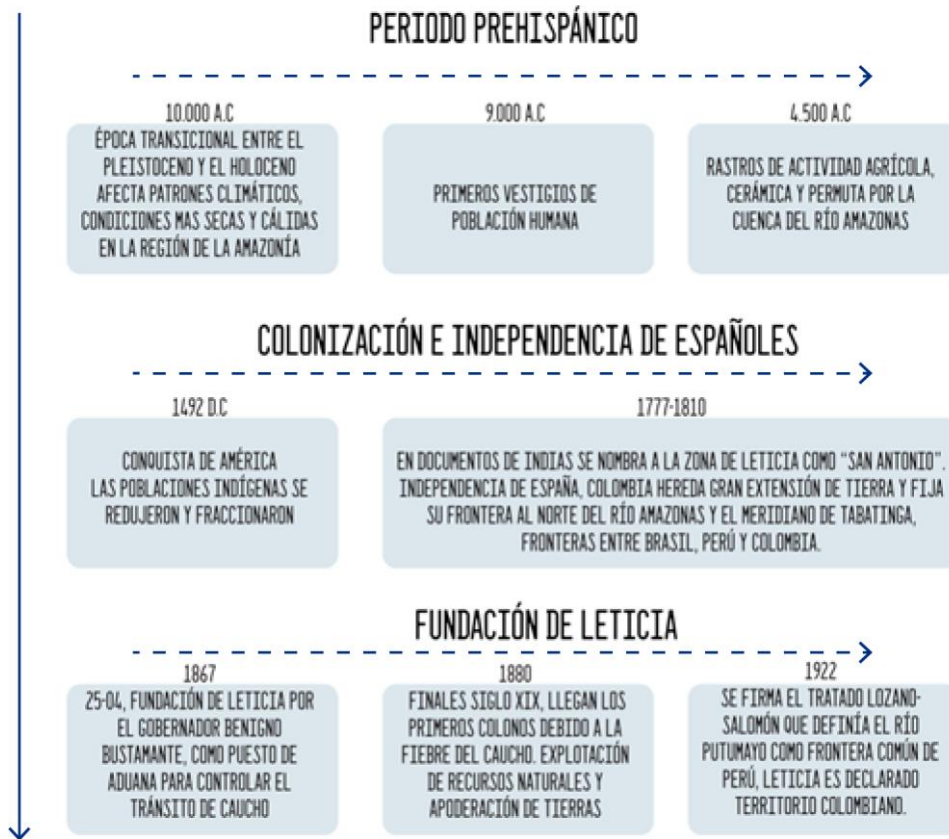 PERIODO PREHISPÁNICO
10.000 A.C
ÉPOCA TRANSICIONAL ENTRE EL
PLEISTOCENO Y EL HOLOCENO
AFECTA PATRONES CLIMÁTICOS,
CONDICIONES MAS SECAS Y CÁLIDAS
EN LA REGIÓN DE LA AMAZONÍA
9.000 A.C
PRIMEROS VESTIGIOS DE
POBLACIÓN HUMANA
4.500 A.C
RASTROS DE ACTIVIDAD AGRÍCOLA,
CERÁMICA Y PERMUTA POR LA
CUENCA DEL RÍO AMAZONAS
COLONIZACIÓN E INDEPENDENCIA DE ESPAÑOLES
1492 D.C
CONQUISTA DE AMÉRICA
LAS POBLACIONES INDÍGENAS SE
REDUJERON Y FRACCIONARON
1777-1810
EN DOCUMENTOS DE INDIAS SE NOMBRA A LA ZONA DE LETICIA COMO "SAN ANTONIO".
INDEPENDENCIA DE ESPAÑA, COLOMBIA HEREDA GRAN EXTENSIÓN DE TIERRA Y FIJA
SU FRONTERA AL NORTE DEL RÍO AMAZONAS Y EL MERIDIANO DE TABATINGA,
FRONTERAS ENTRE BRASIL, PERÚ Y COLOMBIA.
FUNDACIÓN DE LETICIA
1867
25-04, FUNDACIÓN DE LETICIA POR
EL GOBERNADOR BENIGNO
BUSTAMANTE, COMO PUESTO DE
ADUANA PARA CONTROLAR EL
TRÁNSITO DE CAUCHO
1880
FINALES SIGLO XIX, LLEGAN LOS
PRIMEROS COLONOS DEBIDO A LA
FIEBRE DEL CAUCHO. EXPLOTACIÓN
DE RECURSOS NATURALES Y
APODERACIÓN DE TIERRAS
1922
SE FIRMA EL TRATADO LOZANO-
SALOMÓN QUE DEFINÍA EL RÍO
PUTUMAYO COMO FRONTERA COMÚN DE
PERÚ, LETICIA ES DECLARADO
TERRITORIO COLOMBIANO.